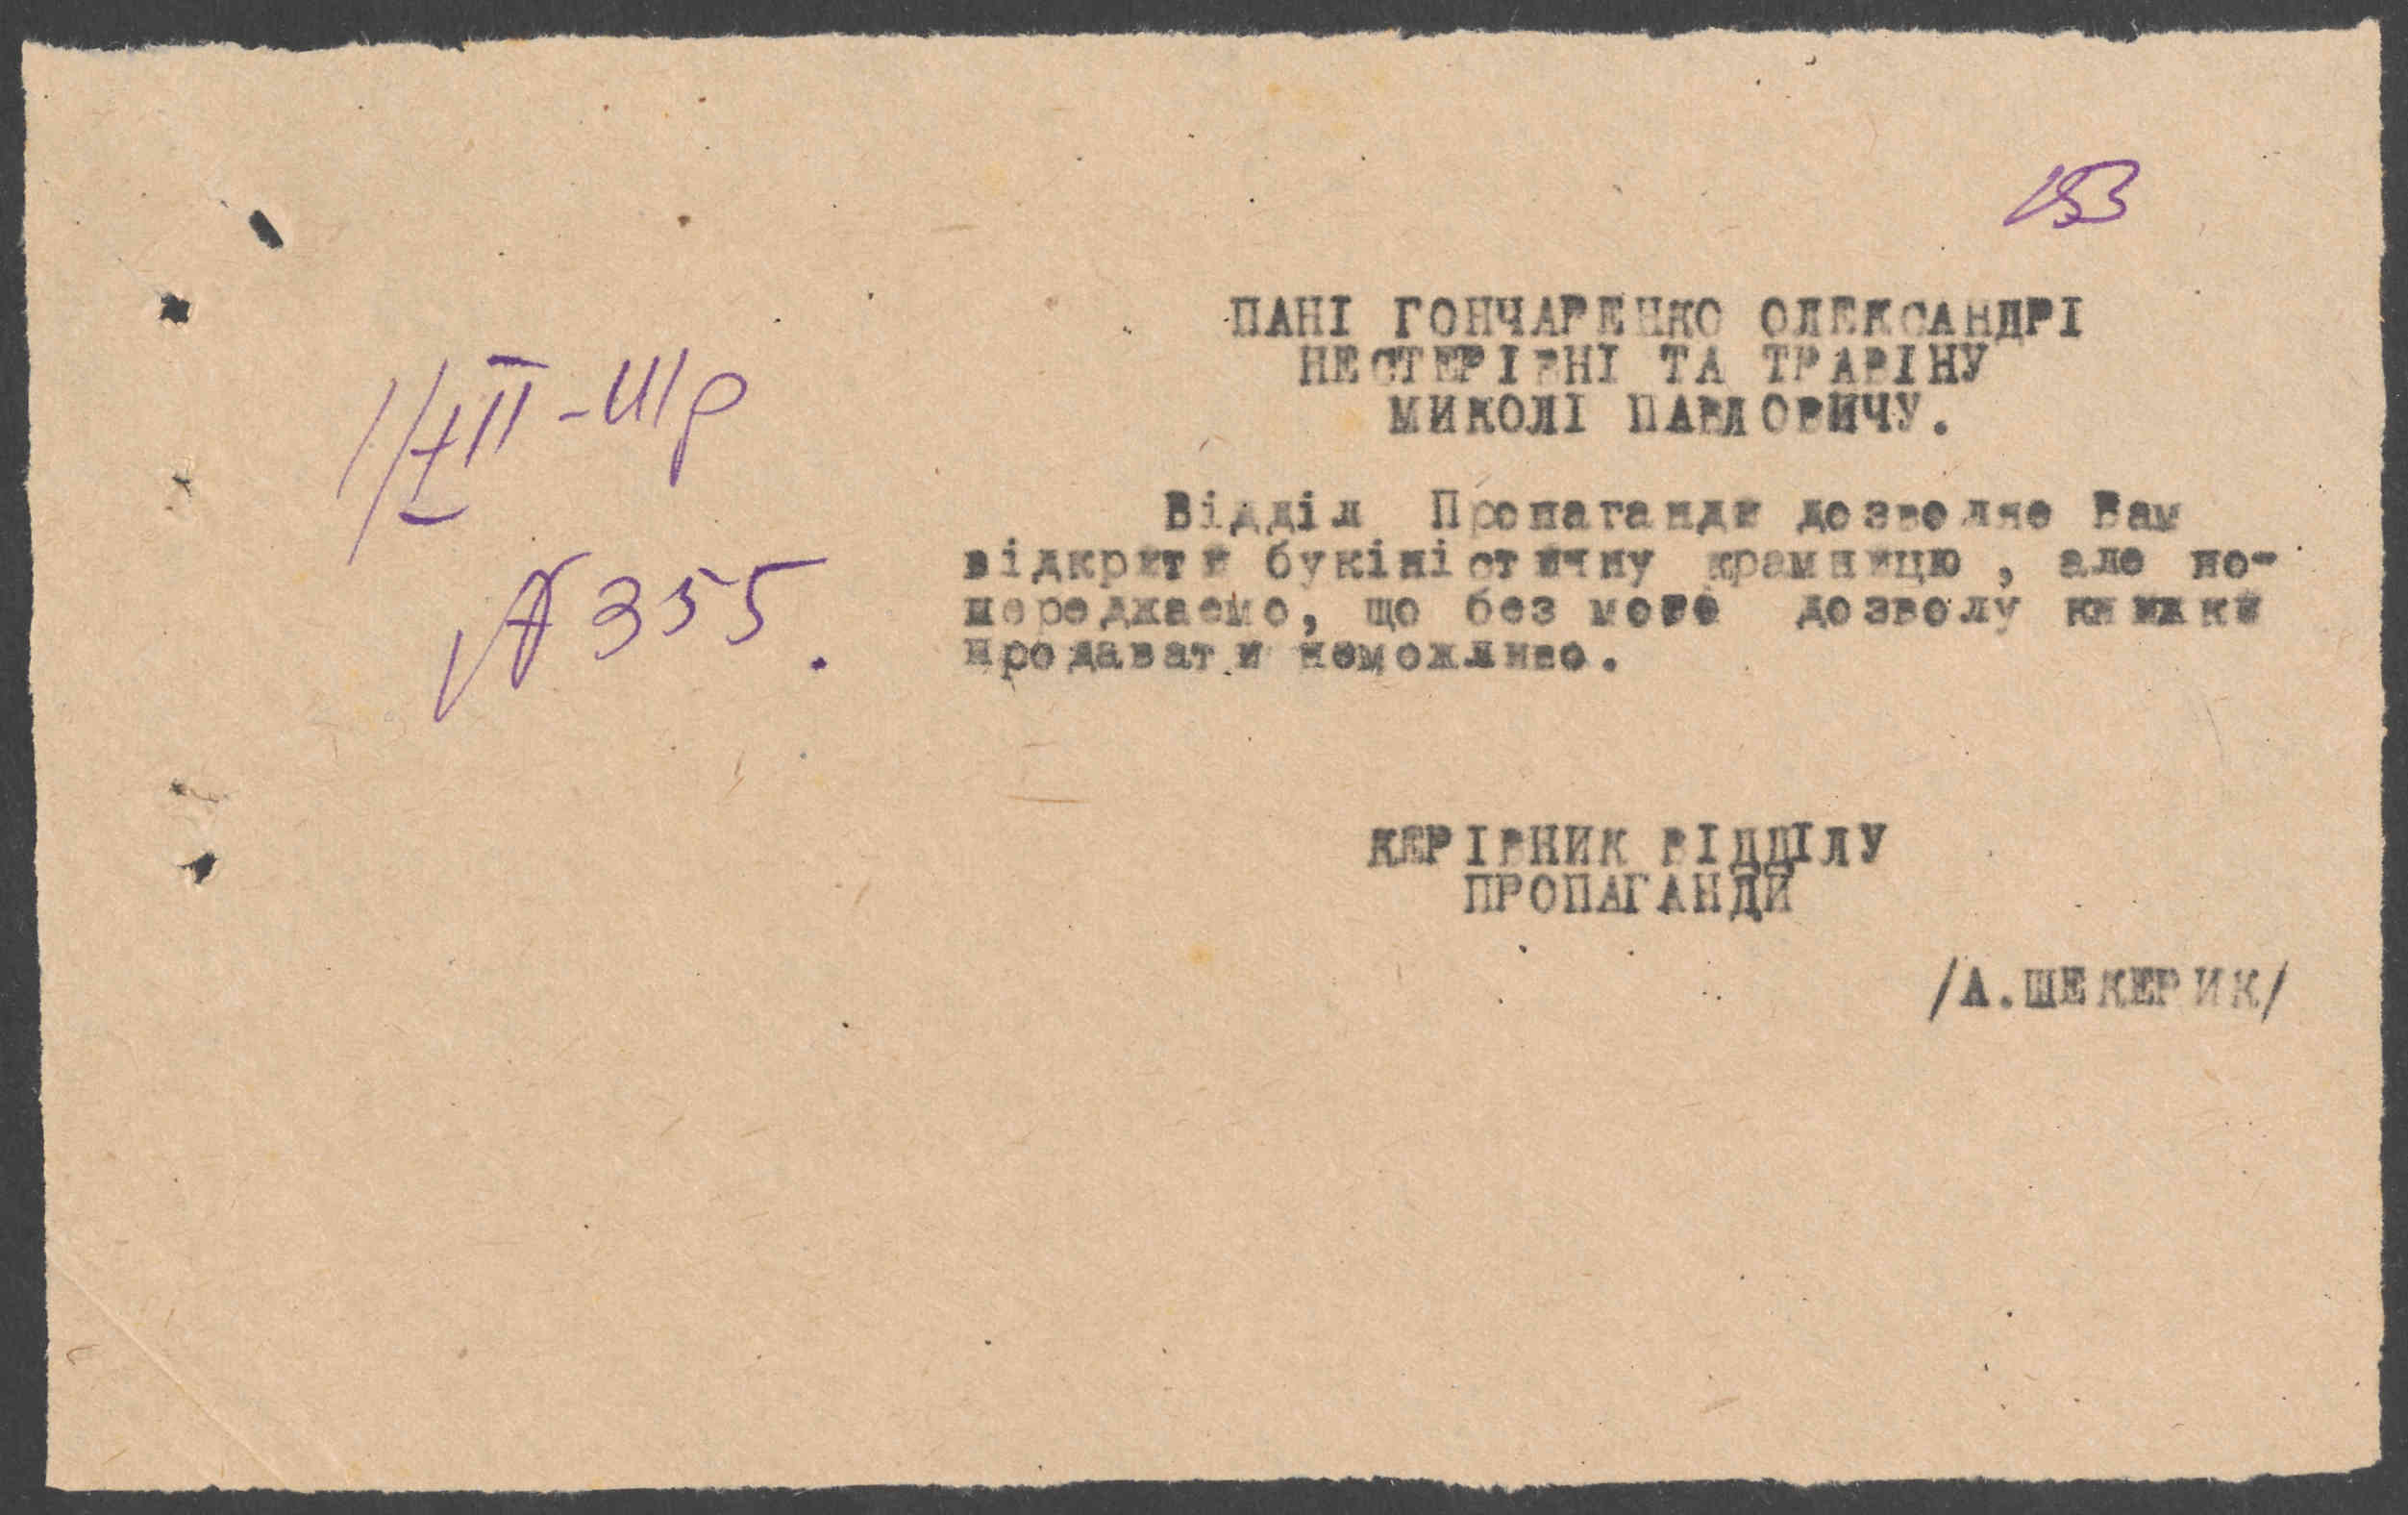 153
ПАНІ ГОНЧАРЕНКО ОЛЕКСАНДРІ
НЕСТЕРІВНІ ТА ТРАВІНУ
МИКОЛІ ПАВЛОВИЧУ.
1/XII-41р
№355.
Відділ Пропаганди дозволяє Вам
відкрити букіністичну крамницю, але по-
переджаємо, що без мого дозволу книжки
продавати неможливо.
КЕРІВНИК ВІДДІЛУ
ПРОПАГАНДИ
/А.ШЕКЕРИК/